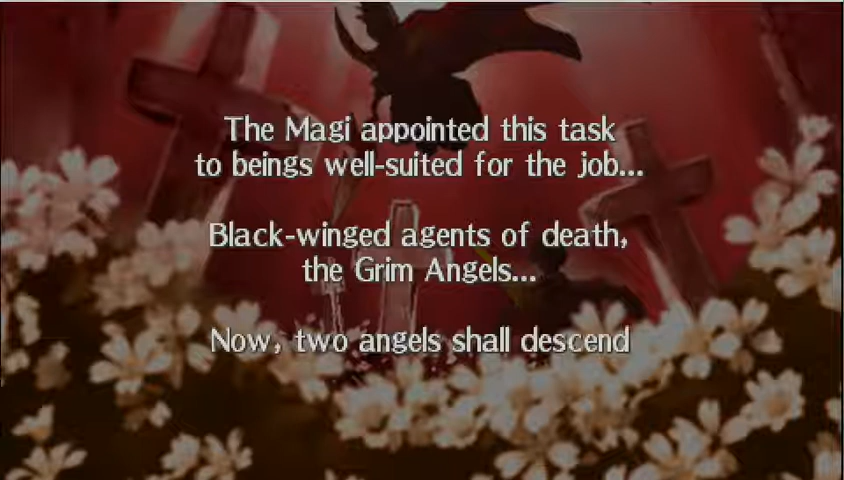 The Magi appointed this task
to beings well-suited for the job...
Black-winged agents of death,
the Grim Angels...
Now, two angels shall descend